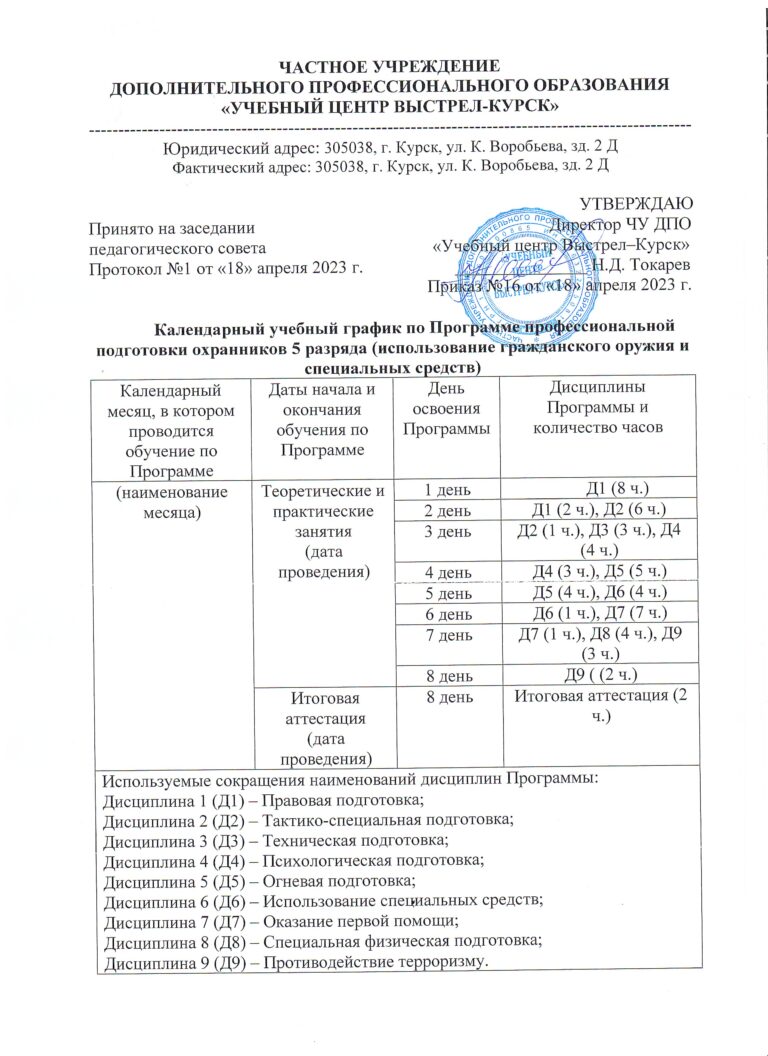 ЧАСТНОЕ УЧРЕЖДЕНИЕ
ДОПОЛНИТЕЛЬНОГО ПРОФЕССИОНАЛЬНОГО ОБРАЗОВАНИЯ
«УЧЕБНЫЙ ЦЕНТР ВЫСТРЕЛ-КУРСК»
Юридический адрес: 305038, г. Курск, ул. К. Воробьева, зд. 2 Д
Фактический адрес: 305038, г. Курск, ул. К. Воробьева, зд. 2 Д
УТВЕРЖДАЮ
Принято на заседании Директор ЧУ ДПО
педагогического совета «Учебный центр Выстрел–Курск»
Протокол №1 от «18» апреля 2023 г. Н.Д. Токарев
Приказ №16 от «18» апреля 2023 г.
УЧЕБНЫЙ
ЦЕНТР
ВЫСТРЕЛ-КУРСК
Календарный учебный график по Программе профессиональной
подготовки охранников 5 разряда (использование гражданского оружия и
специальных средств)
Календарный
месяц, в котором
проводится
обучение по
Программе
Даты начала и
окончания
обучения по
Программе
День
освоения
Программы
Дисциплины
Программы и
количество часов
(наименование
месяца)
Теоретические и
практические
занятия
(дата
проведения)
1 день Д1 (8 ч.)
2 день Д1 (2 ч.), Д2 (6 ч.)
3 день Д2 (1 ч.), Д3 (3 ч.), Д4
(4 ч.)
4 день Д4 (3 ч.), Д5 (5 ч.)
5 день Д5 (4 ч.), Д6 (4 ч.)
6 день Д6 (1 ч.), Д7 (7 ч.)
7 день Д7 (1 ч.), Д8 (4 ч.), Д9
(3 ч.)
8 день Д9 ( (2 ч.)
Итоговая
аттестация
(дата
проведения)
8 день Итоговая аттестация (2
ч.)
Используемые сокращения наименований дисциплин Программы:
Дисциплина 1 (Д1) – Правовая подготовка;
Дисциплина 2 (Д2) – Тактико-специальная подготовка;
Дисциплина 3 (Д3) – Техническая подготовка;
Дисциплина 4 (Д4) – Психологическая подготовка;
Дисциплина 5 (Д5) – Огневая подготовка;
Дисциплина 6 (Д6) – Использование специальных средств;
Дисциплина 7 (Д7) – Оказание первой помощи;
Дисциплина 8 (Д8) – Специальная физическая подготовка;
Дисциплина 9 (Д9) – Противодействие терроризму.